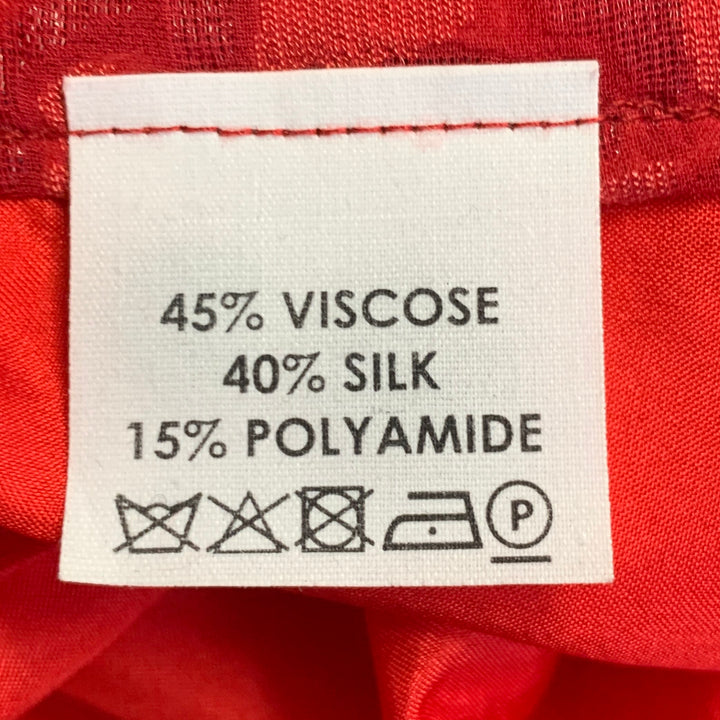 45% VISCOSE
40% SILK
15% POLYAMIDE
P